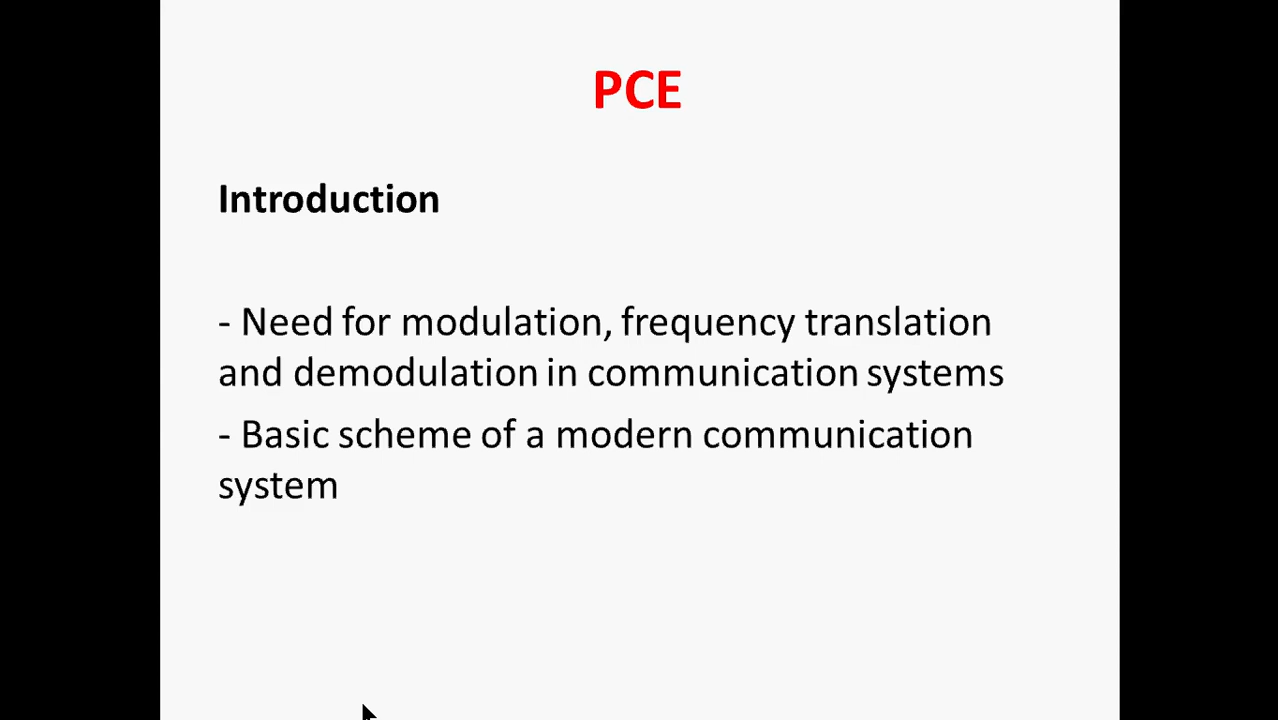 PCE
Introduction
- Need for modulation, frequency translation
and demodulation in communication systems
- Basic scheme of a modern communication
system